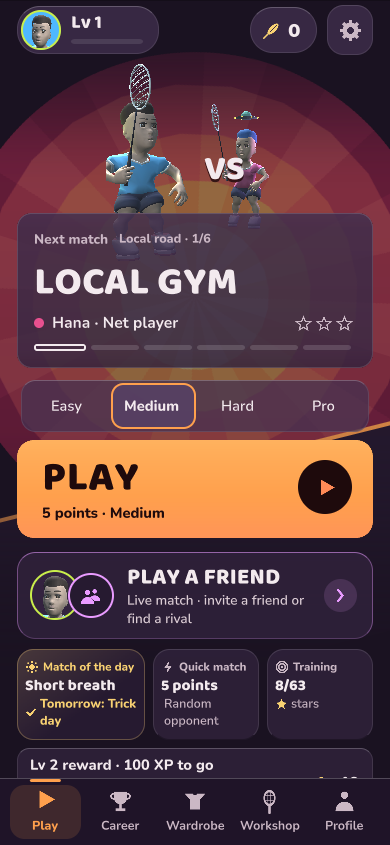 Lv 1
0
VS
Next match Local road · 1/6
LOCAL GYM
Hana · Net player
Easy
Medium
Hard
Pro
PLAY
5 points · Medium
PLAY A FRIEND
Live match · invite a friend or
find a rival
Match of the day
Short breath
Tomorrow: Trick
day
Quick match
5 points
Random
opponent
Training
8/63
stars
Lv 2 reward · 100 XP to go
Play
Career
Wardrobe
Workshop
Profile